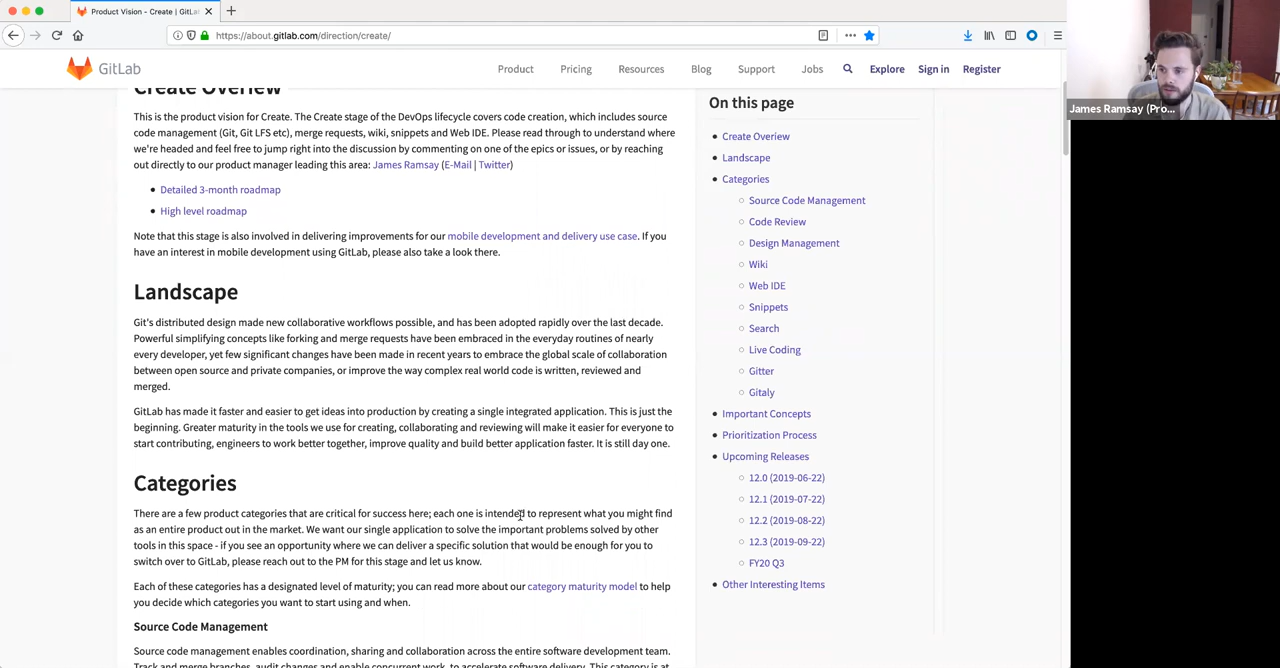 Product Vision - Create | GitLa
https://about.gitlab.com/direction/create/
GitLab
Product
Pricing
Resources
Blog
Support
Jobs
Explore
Sign in
Register
James Ramsay (Pro...
Create Overiew
This is the product vision for Create. The Create stage of the DevOps lifecycle covers code creation, which includes source
code management (Git, Git LFS etc), merge requests, wiki, snippets and Web IDE. Please read through to understand where
we're headed and feel free to jump right into the discussion by commenting on one of the epics or issues, or by reaching
out directly to our product manager leading this area: James Ramsay (E-Mail | Twitter)
Detailed 3-month roadmap
High level roadmap
Note that this stage is also involved in delivering improvements for our mobile development and delivery use case. If you
have an interest in mobile development using GitLab, please also take a look there.
Landscape
Git's distributed design made new collaborative workflows possible, and has been adopted rapidly over the last decade.
Powerful simplifying concepts like forking and merge requests have been embraced in the everyday routines of nearly
every developer, yet few significant changes have been made in recent years to embrace the global scale of collaboration
between open source and private companies, or improve the way complex real world code is written, reviewed and
merged.
GitLab has made it faster and easier to get ideas into production by creating a single integrated application. This is just the
beginning. Greater maturity in the tools we use for creating, collaborating and reviewing will make it easier for everyone to
start contributing, engineers to work better together, improve quality and build better application faster. It is still day one.
Categories
There are a few product categories that are critical for success here; each one is intended to represent what you might find
as an entire product out in the market. We want our single application to solve the important problems solved by other
tools in this space - if you see an opportunity where we can deliver a specific solution that would be enough for you to
switch over to GitLab, please reach out to the PM for this stage and let us know.
Each of these categories has a designated level of maturity; you can read more about our category maturity model to help
you decide which categories you want to start using and when.
Source Code Management
Source code management enables coordination, sharing and collaboration across the entire software development team.
Track and merge branches, audit changes and enable concurrent work, to accelerate software delivery. This category is at
On this page
Create Overiew
Landscape
Categories
Source Code Management
Code Review
Design Management
Wiki
Web IDE
Snippets
Search
Live Coding
Gitter
Gitaly
Important Concepts
Prioritization Process
Upcoming Releases
12.0 (2019-06-22)
12.1 (2019-07-22)
12.2 (2019-08-22)
12.3 (2019-09-22)
FY20 Q3
Other Interesting Items